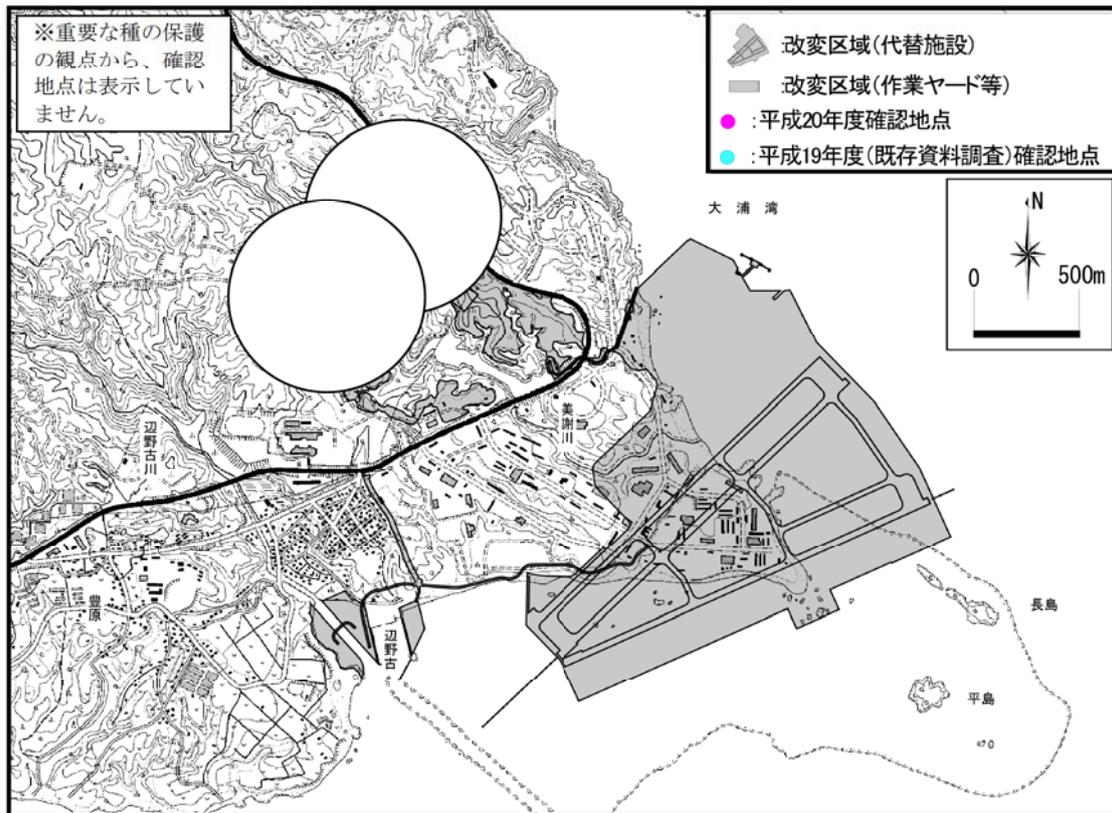 ※重要な種の保護
の観点から、確認
地点は表示してい
ません。
:改変区域(代替施設)
:改変区域(作業ヤード等)
:平成20年度確認地点
:平成19年度(既存資料調査)確認地点
大浦湾
N
0 500m
美謝川
辺野古川
豊原
辺野古
長島
平島